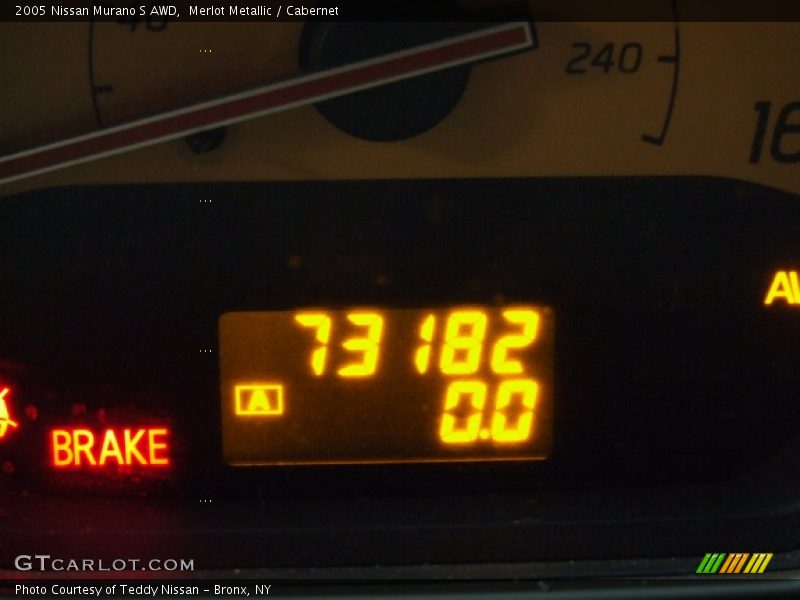 2005 Nissan Murano S AWD, Merlot Metallic / Cabernet
240
73182
A
0.0
BRAKE
GTCARLOT.COM
Photo Courtesy of Teddy Nissan - Bronx, NY